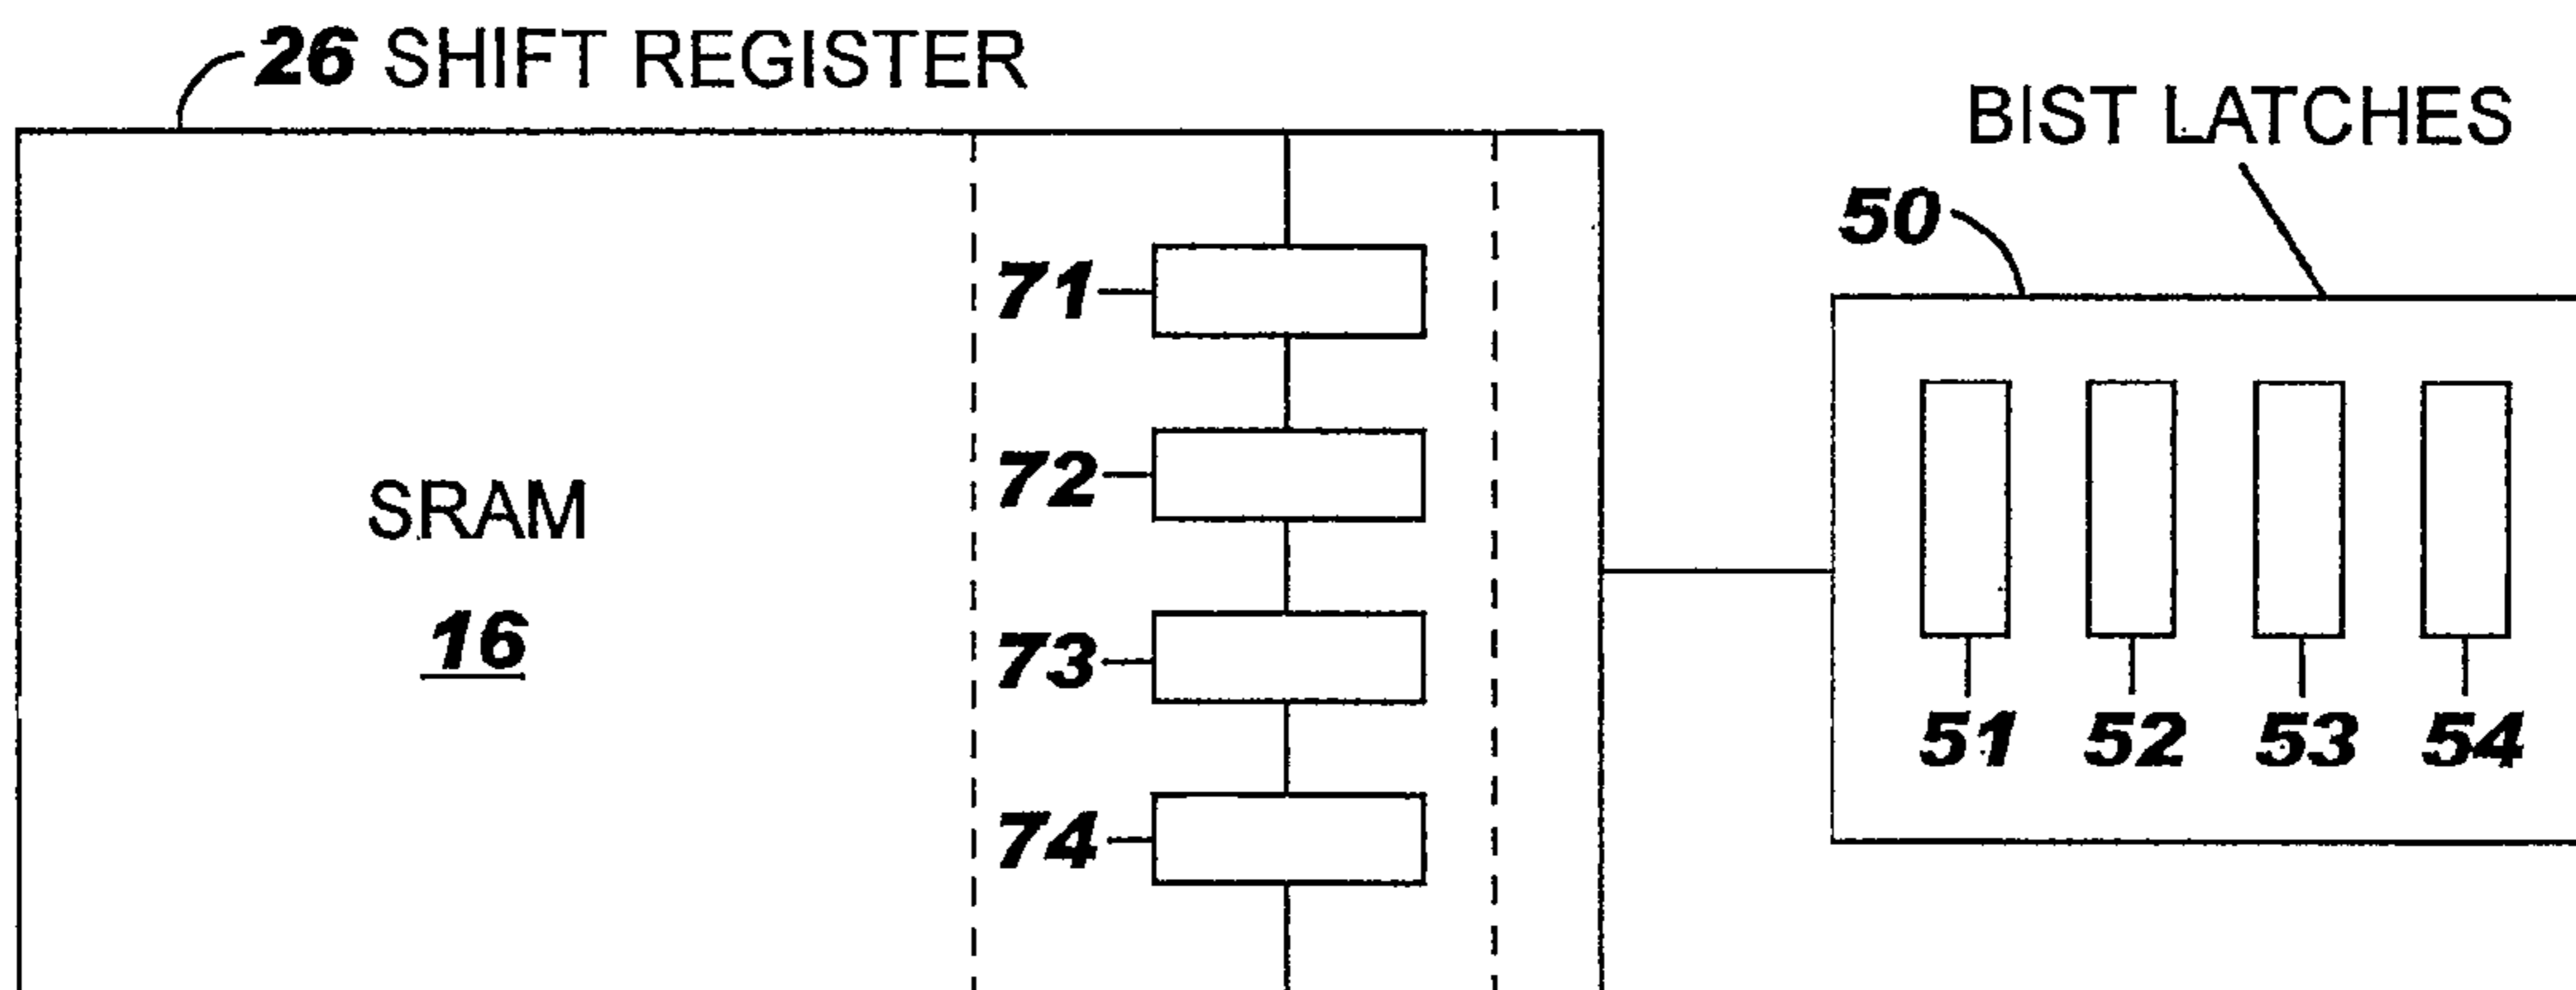 26 SHIFT REGISTER
BIST LATCHES
50
71
72
73
74
SRAM
16
51 52 53 54